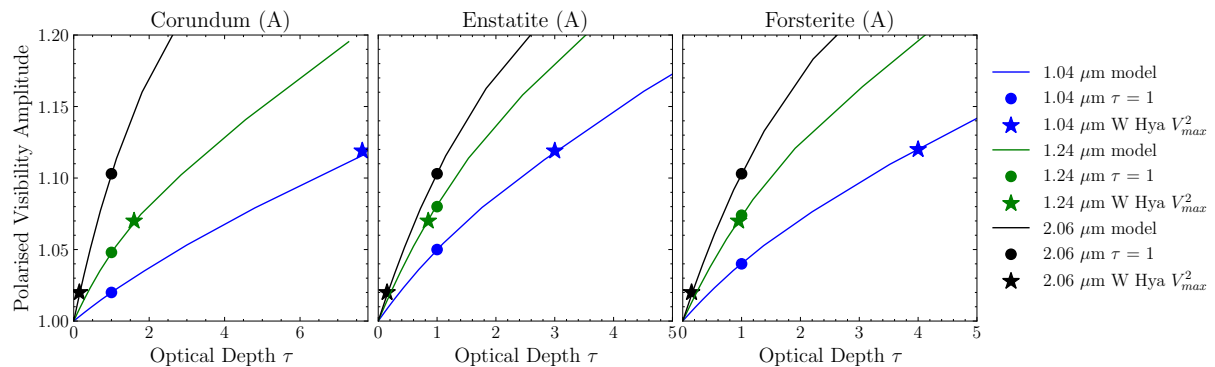 Corundum (A)
Enstatite (A)
Forsterite (A)
Polarised Visibility Amplitude
1.20
1.15
1.10
1.05
1.00
0 2 4 6
0 1 2 3 4 5
0 1 2 3 4 5
Optical Depth τ
Optical Depth τ
Optical Depth τ
1.04 μm model
1.04 μm τ = 1
1.04 μm W Hya V²max
1.24 μm model
1.24 μm τ = 1
1.24 μm W Hya V²max
2.06 μm model
2.06 μm τ = 1
2.06 μm W Hya V²max